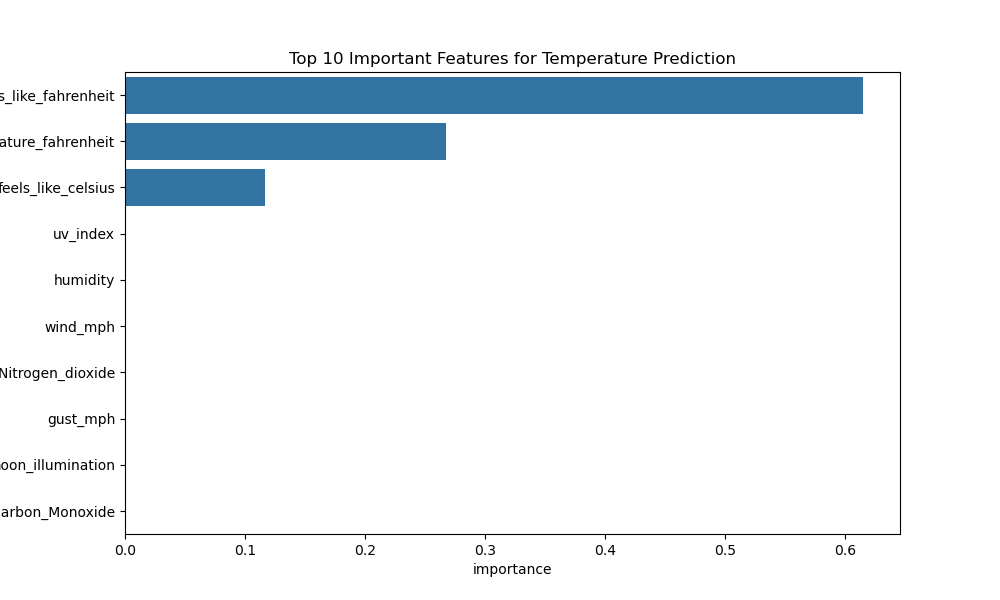 Top 10 Important Features for Temperature Prediction
s_like_fahrenheit
ature_fahrenheit
feels_like_celsius
uv_index
humidity
wind_mph
Nitrogen_dioxide
gust_mph
oon_illumination
arbon_Monoxide
0.0 0.1 0.2 0.3 0.4 0.5 0.6
importance